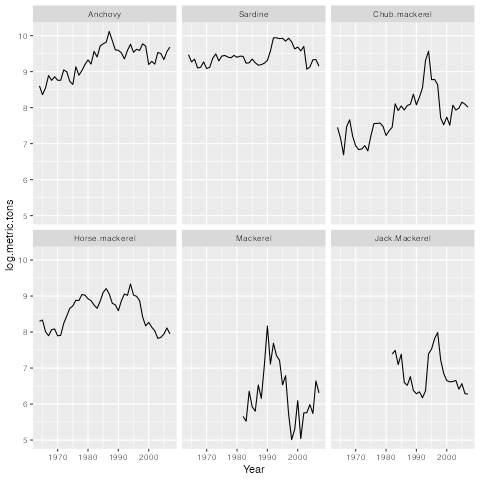 Anchovy Sardine Chub.mackerel
10
9
8
7
6
5
Horse.mackerel Mackerel Jack.Mackerel
10
9
8
7
6
5
1970 1980 1990 2000 1970 1980 1990 2000 1970 1980 1990 2000
Year
log.metric.tons